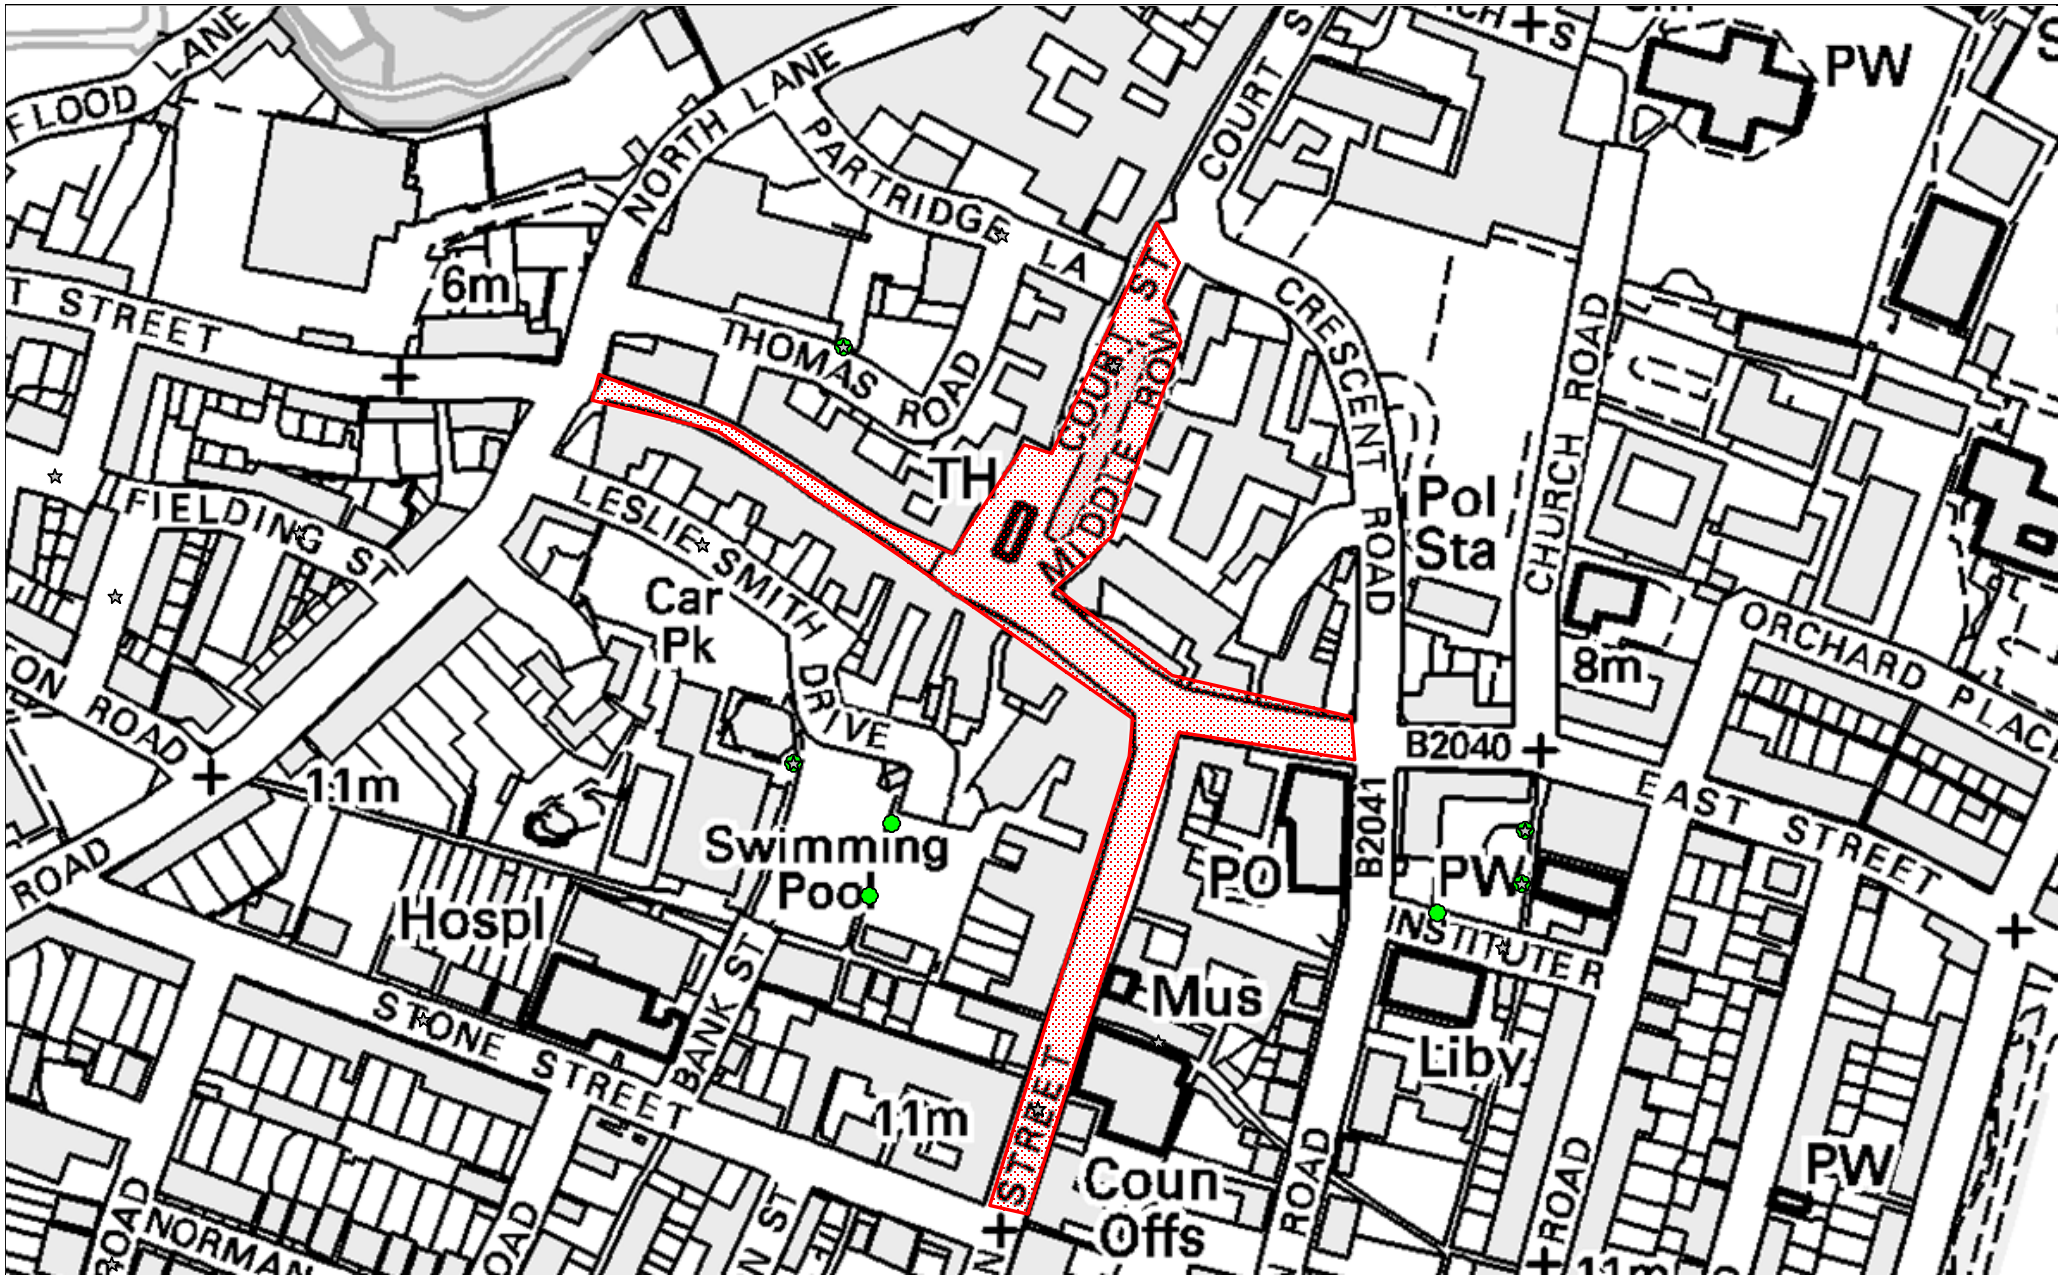 FLOOD LANE
NORTH LANE
COURT S
S
PW
PARTRIDGE
LA
T STREET
6m
THOMAS
ROAD
COURT ST
MIDDLE ROW
CRESCENT ROAD
CHURCH ROAD
TH
Pol
Sta
FIELDING ST
LESLIE SMITH
DRIVE
Car
Pk
ORCHARD PLAC
8m
ON ROAD
11m
B2040
EAST STREET
B2041
Swimming
Pool
PO
PW
ROAD
Hospl
INSTITUTE R
STONE STREET
BANK ST
Mus
Liby
STREET
11m
Coun
Offs
ROAD
ROAD
PW
ROAD
NORMAN
OAD
N ST
11m